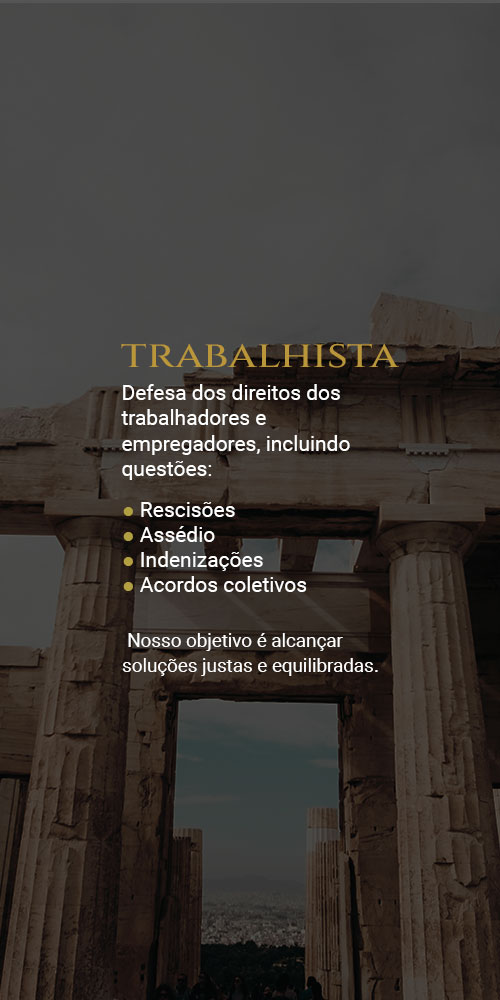 TRABALHISTA
Defesa dos direitos dos
trabalhadores e
empregadores, incluindo
questões:
● Rescisões
● Assédio
● Indenizações
● Acordos coletivos
Nosso objetivo é alcançar
soluções justas e equilibradas.